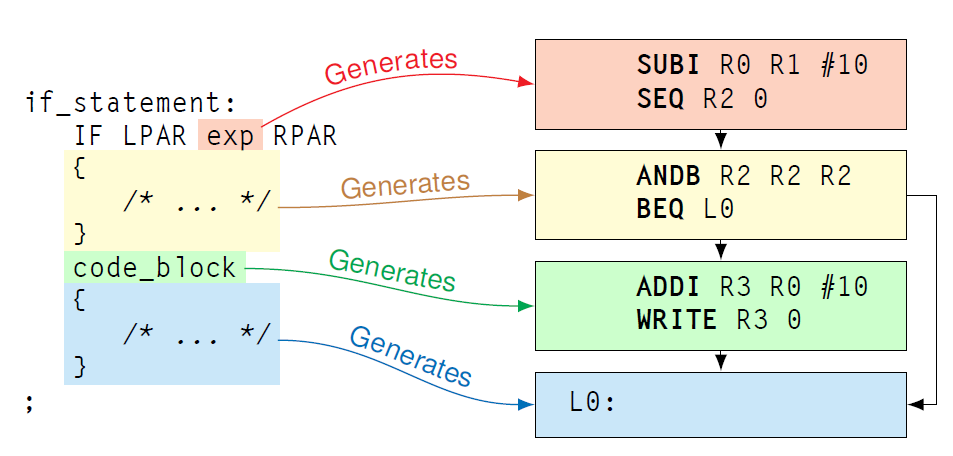 if_statement:
IF LPAR exp RPAR
{
/* ... */
}
code_block
{
/* ... */
}
;
Generates
Generates
Generates
Generates
SUBI R0 R1 #10
SEQ R2 0
ANDB R2 R2 R2
BEQ L0
ADDI R3 R0 #10
WRITE R3 0
L0: